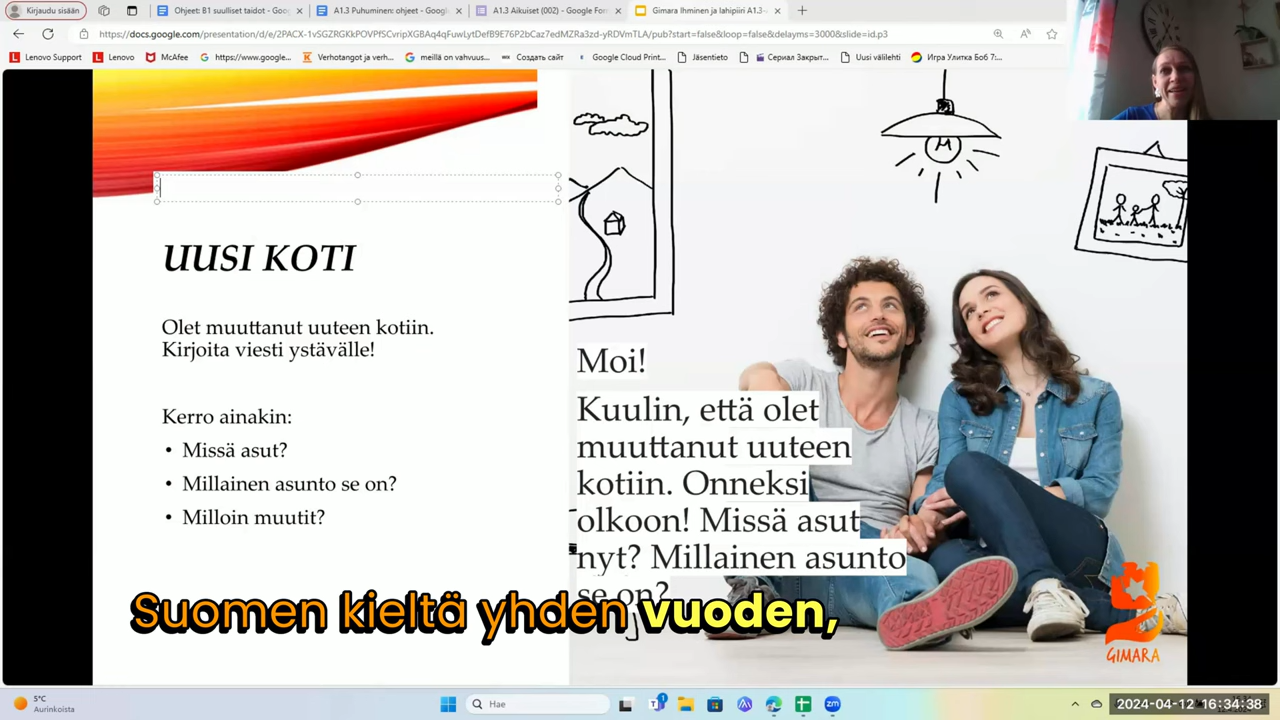 Kirjaudu sisään
Ohjeet: B1 suulliset taidot - Goo
A1.3 Puhuminen: ohjeet - Google
A1.3 Aikuiset (002) - Google For
Gimara Ihminen ja lahipiiri A1.3
https://docs.google.com/presentation/d/e/2PACX-1vSGZRGKkPOVPfSCvripXGBAq4qFuwLytDefB9E76P2bCaz7edMZRa3zd-yRDVmTLA/pub?start=false&loop=false&delayms=3000&slide=id.p3
Lenovo Support
Lenovo
McAfee
https://www.google...
Verhotangot ja verh...
meillä on vahvuus...
Создать сайт
Google Cloud Print...
Jäsentieto
Сериал Закрыт...
Uusi välilehti
Игра Улитка Боб 7:...
UUSI KOTI
Olet muuttanut uuteen kotiin.
Kirjoita viesti ystävälle!
Kerro ainakin:
• Missä asut?
• Millainen asunto se on?
• Milloin muutit?
Moi!
Kuulin, että olet
muuttanut uuteen
kotiin. Onneksi
olkoon! Missä asut
nyt? Millainen asunto
se on?
Suomen kieltä yhden vuoden,
GIMARA
5°C
Aurinkoista
Hae
2024-04-12 16:34:38